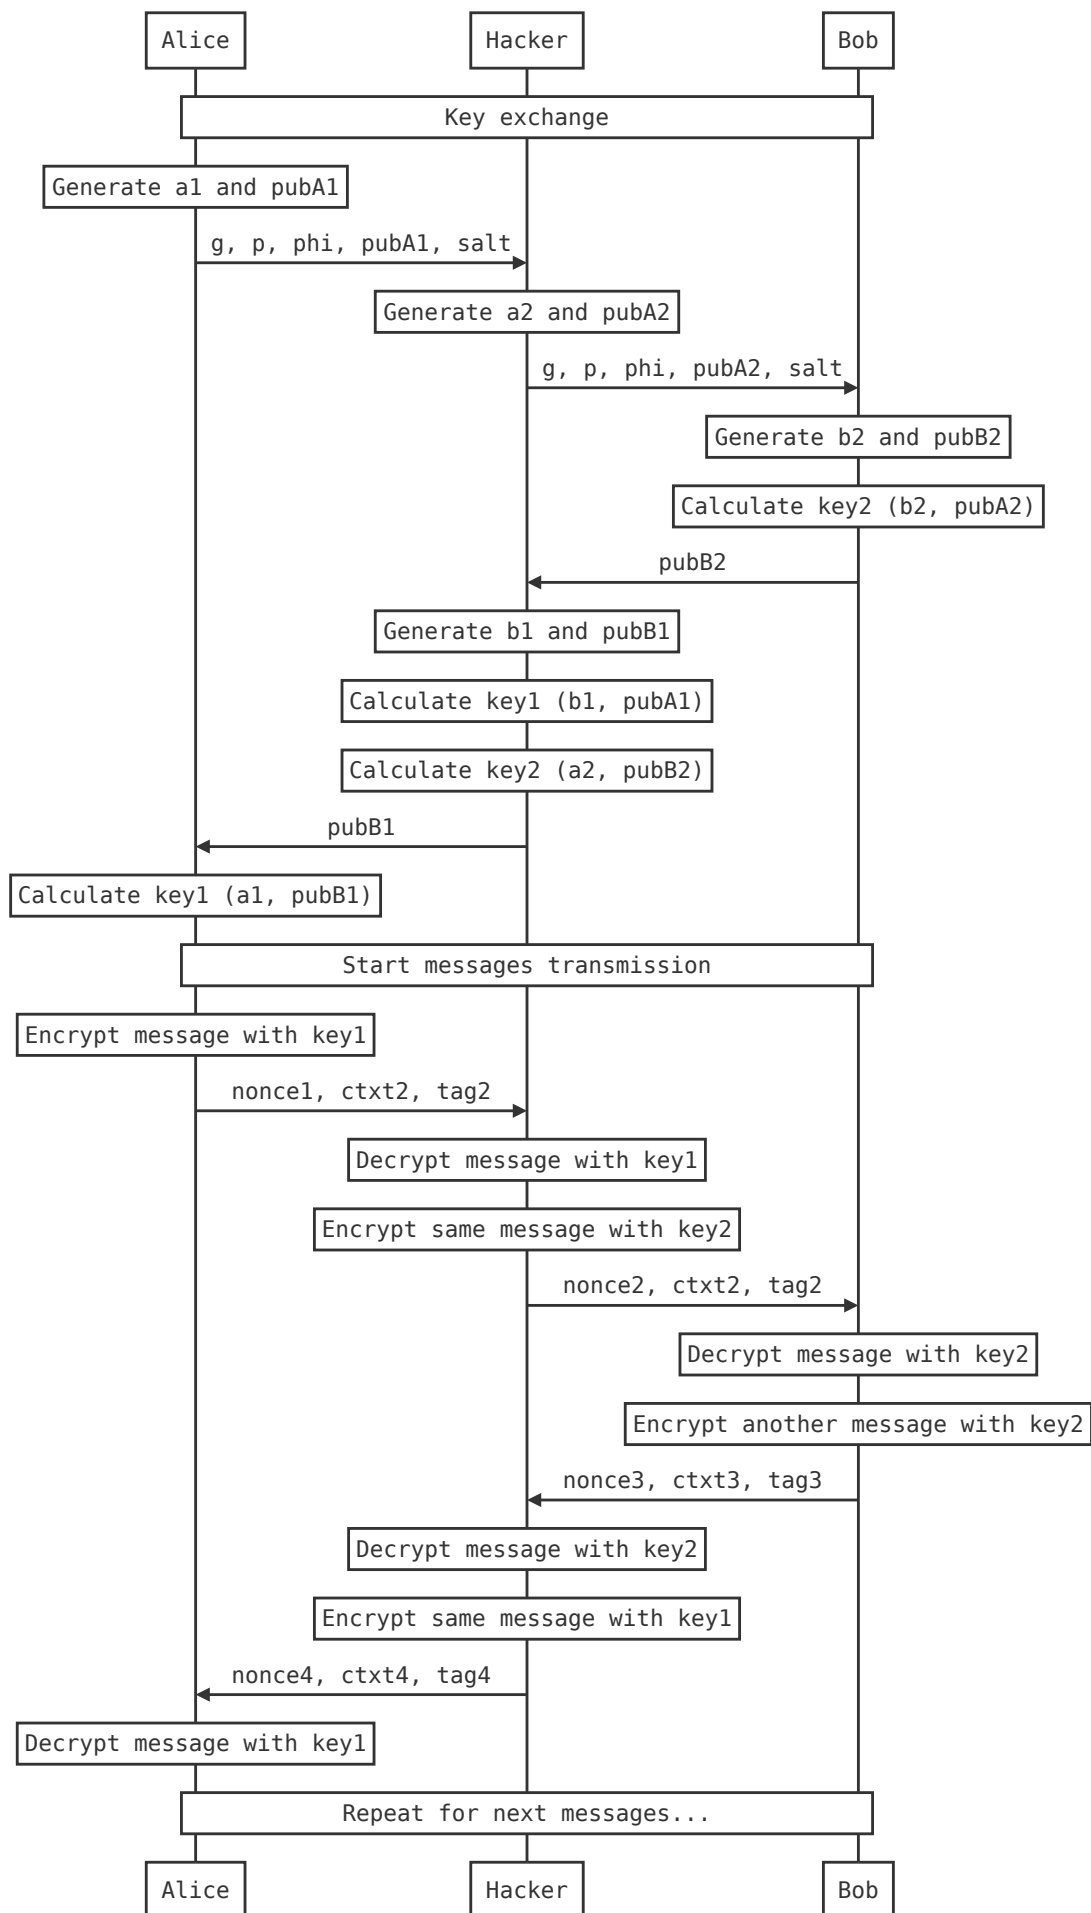 Alice
Hacker
Bob
Key exchange
Generate a1 and pubA1
g, p, phi, pubA1, salt
Generate a2 and pubA2
g, p, phi, pubA2, salt
Generate b2 and pubB2
Calculate key2 (b2, pubA2)
pubB2
Generate b1 and pubB1
Calculate key1 (b1, pubA1)
Calculate key2 (a2, pubB2)
pubB1
Calculate key1 (a1, pubB1)
Start messages transmission
Encrypt message with key1
nonce1, ctxt2, tag2
Decrypt message with key1
Encrypt same message with key2
nonce2, ctxt2, tag2
Decrypt message with key2
Encrypt another message with key2
nonce3, ctxt3, tag3
Decrypt message with key2
Encrypt same message with key1
nonce4, ctxt4, tag4
Decrypt message with key1
Repeat for next messages...
Alice
Hacker
Bob